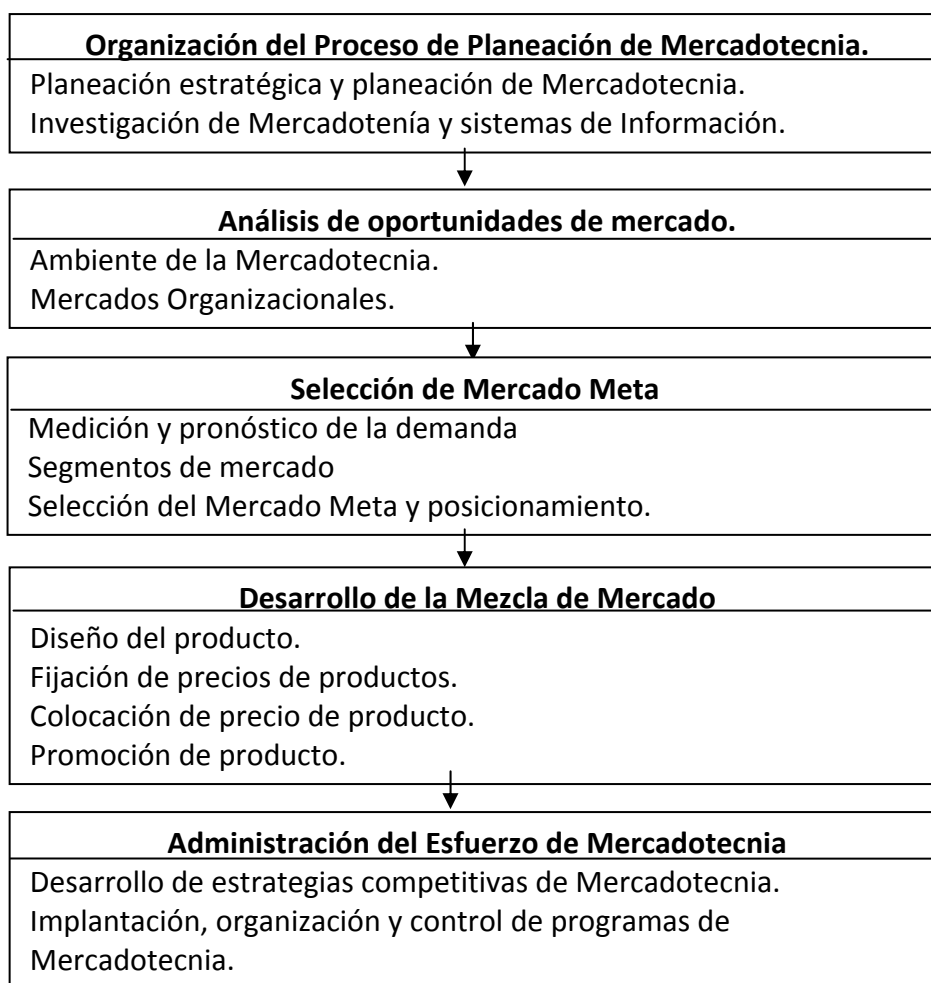 Organización del Proceso de Planeación de Mercadotecnia.
Planeación estratégica y planeación de Mercadotecnia.
Investigación de Mercadotenía y sistemas de Información.
Análisis de oportunidades de mercado.
Ambiente de la Mercadotecnia.
Mercados Organizacionales.
Selección de Mercado Meta
Medición y pronóstico de la demanda
Segmentos de mercado
Selección del Mercado Meta y posicionamiento.
Desarrollo de la Mezcla de Mercado
Diseño del producto.
Fijación de precios de productos.
Colocación de precio de producto.
Promoción de producto.
Administración del Esfuerzo de Mercadotecnia
Desarrollo de estrategias competitivas de Mercadotecnia.
Implantación, organización y control de programas de
Mercadotecnia.